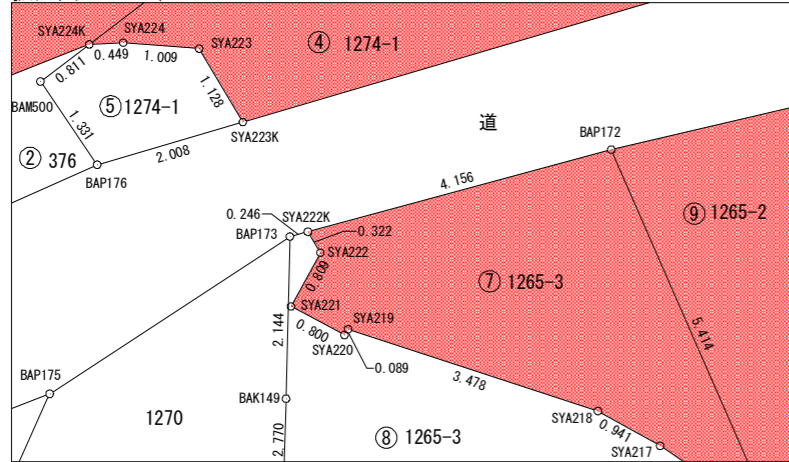 SYA224K
SYA224
SYA223
④ 1274-1
0.449
1.009
0.811
1.128
BAM500
⑤ 1274-1
1.331
SYA223K
道
BAP172
② 376
2.008
BAP176
4.156
0.246
SYA222K
⑨ 1265-2
BAP173
0.322
SYA222
0.809
⑦ 1265-3
SYA221
2.144
0.800
SYA219
SYA220
0.089
5.414
BAP175
3.478
BAK149
1270
SYA218
0.941
2.770
⑧ 1265-3
SYA217